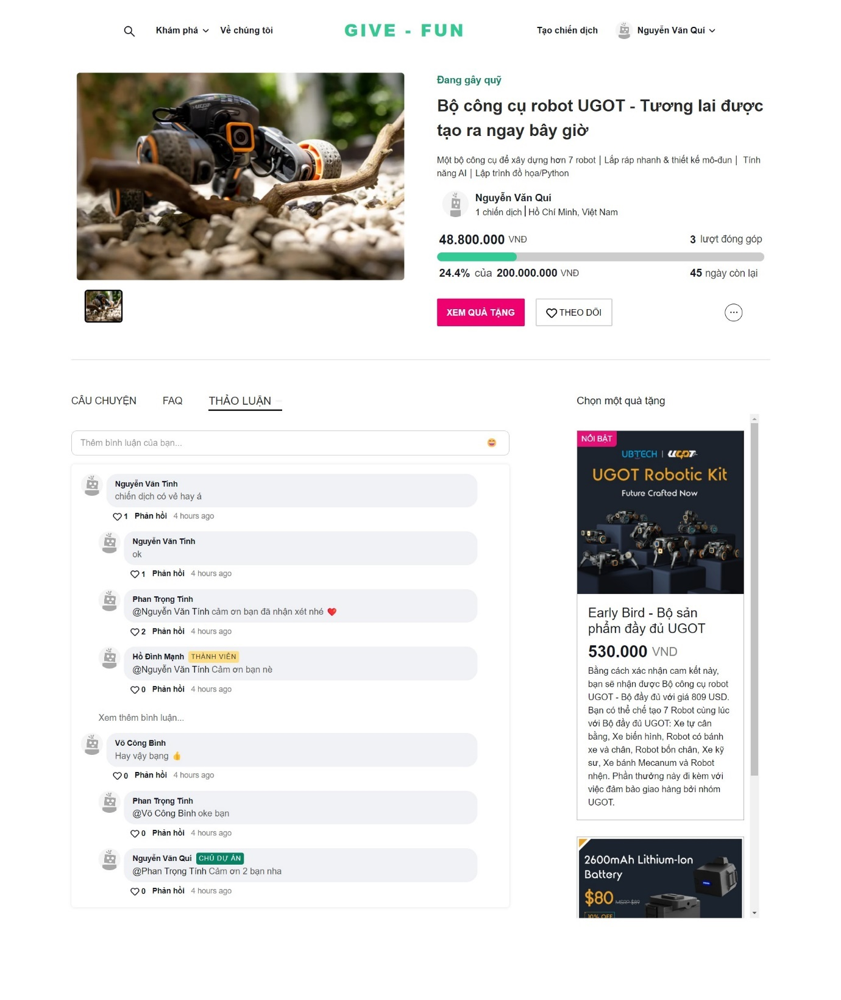 Khám phá
Về chúng tôi
GIVE - FUN
Tạo chiến dịch
Nguyễn Văn Quí
UGOT
Đang gây quỹ
Bộ công cụ robot UGOT - Tương lai được
tạo ra ngay bây giờ
Một bộ công cụ để xây dựng hơn 7 robot | Lắp ráp nhanh & thiết kế mô-đun | Tính
năng AI | Lập trình đồ họa/Python
Nguyễn Văn Quí
1 chiến dịch | Hồ Chí Minh, Việt Nam
48.800.000 VNĐ
3 lượt đóng góp
24.4% của 200.000.000 VNĐ
45 ngày còn lại
XEM QUÀ TẶNG
THEO DÕI
CÂU CHUYỆN
FAQ
THẢO LUẬN
Thêm bình luận của bạn...
Nguyễn Văn Tính
chiến dịch có vẻ hay á
1 Phản hồi 4 hours ago
Nguyễn Văn Tính
ok
1 Phản hồi 4 hours ago
Phan Trọng Tính
@Nguyễn Văn Tính cảm ơn bạn đã nhận xét nhé ❤️
2 Phản hồi 4 hours ago
Hồ Đình Mạnh THÀNH VIÊN
@Nguyễn Văn Tính Cảm ơn bạn nè
0 Phản hồi 4 hours ago
Xem thêm bình luận...
Võ Công Bình
Hay vậy bạng 👍
0 Phản hồi 4 hours ago
Phan Trọng Tính
@Võ Công Bình oke bạn
0 Phản hồi 4 hours ago
Nguyễn Văn Quí CHỦ DỰ ÁN
@Phan Trọng Tính Cảm ơn 2 bạn nha
0 Phản hồi 4 hours ago
Chọn một quà tặng
NỔI BẬT
UBTECH | UGOT
UGOT Robotic Kit
Future Crafted Now
Early Bird - Bộ sản
phẩm đầy đủ UGOT
530.000 VND
Bằng cách xác nhận cam kết này,
bạn sẽ nhận được Bộ công cụ robot
UGOT - Bộ đầy đủ với giá 809 USD.
Bạn có thể chế tạo 7 Robot cùng lúc
với Bộ đầy đủ UGOT: Xe tự cân
bằng, Xe biến hình, Robot có bánh
xe và chân, Robot bốn chân, Xe kỹ
sư, Xe bánh Mecanum và Robot
nhện. Phần thưởng này đi kèm với
việc đảm bảo giao hàng bởi nhóm
UGOT.
2600mAh Lithium-Ion
Battery
$80 MSRP $89
10% OFF